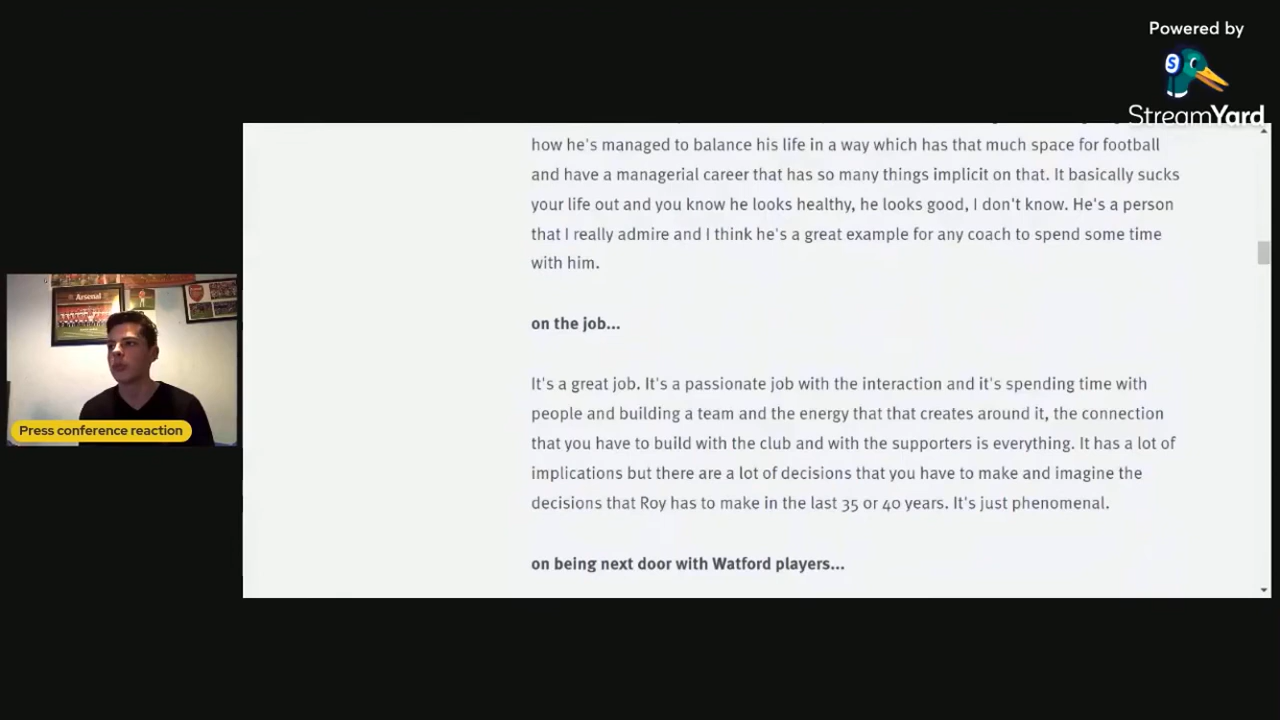 Powered by
StreamYard
how he's managed to balance his life in a way which has that much space for football
and have a managerial career that has so many things implicit on that. It basically sucks
your life out and you know he looks healthy, he looks good, I don't know. He's a person
that I really admire and I think he's a great example for any coach to spend some time
with him.
on the job...
It's a great job. It's a passionate job with the interaction and it's spending time with
people and building a team and the energy that that creates around it, the connection
that you have to build with the club and with the supporters is everything. It has a lot of
implications but there are a lot of decisions that you have to make and imagine the
decisions that Roy has to make in the last 35 or 40 years. It's just phenomenal.
on being next door with Watford players...
Arsenal
Press conference reaction